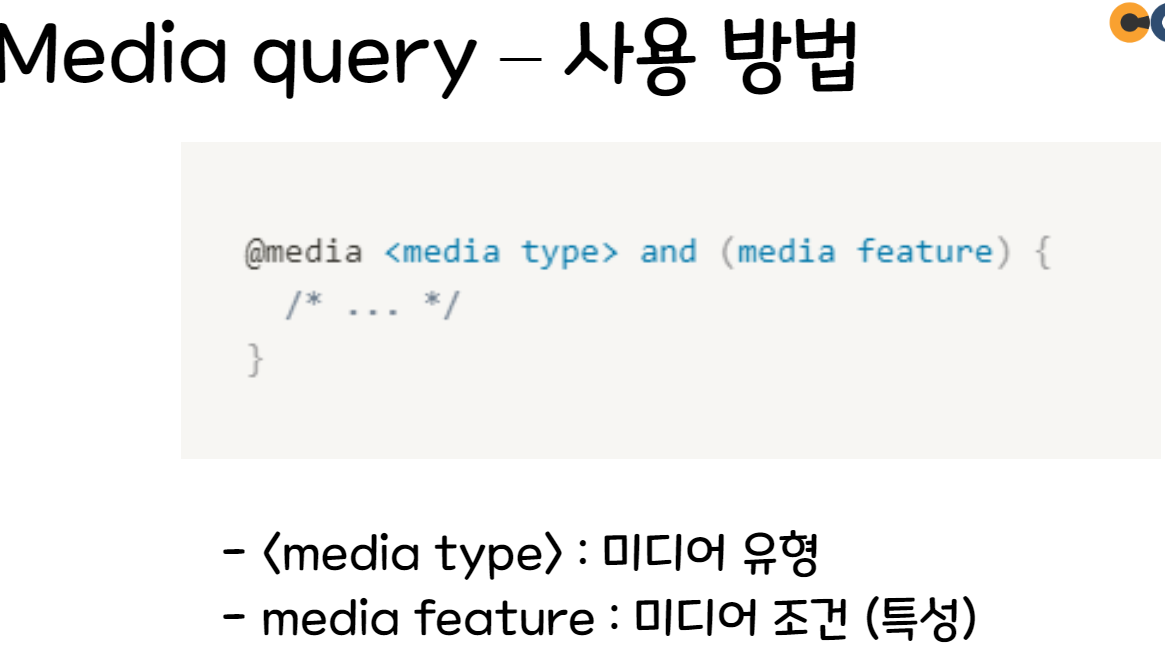 Media query – 사용 방법
@media <media type> and (media feature) {
/* ... */
}
- <media type> : 미디어 유형
- media feature : 미디어 조건 (특성)